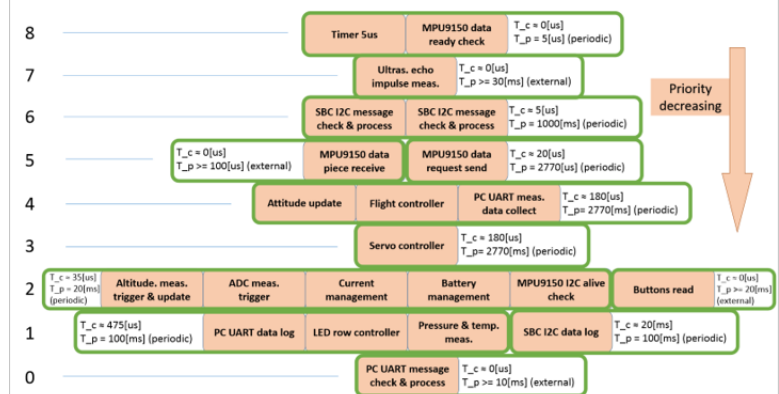 8
Timer 5us
MPU9150 data
ready check
T_c ≈ 0[us]
T_p = 5[us] (periodic)
7
Ultras. echo
impulse meas.
T_c ≈ 0[us]
T_p >= 30[ms] (external)
Priority
decreasing
6
SBC I2C message
check & process
SBC I2C message
check & process
T_c ≈ 5[us]
T_p = 1000[ms] (periodic)
5
T_c ≈ 0[us]
T_p >= 100[us] (external)
MPU9150 data
piece receive
MPU9150 data
request send
T_c ≈ 20[us]
T_p = 2770[us] (periodic)
4
Attitude update
Flight controller
PC UART meas.
data collect
T_c ≈ 180[us]
T_p= 2770[ms] (periodic)
3
Servo controller
T_c ≈ 180[us]
T_p= 2770[ms] (periodic)
2
T_c ≈ 35[us]
T_p = 20[ms]
(periodic)
Altitude. meas.
trigger & update
ADC meas.
trigger
Current
management
Battery
management
MPU9150 I2C alive
check
Buttons read
T_c ≈ 0[us]
T_p >= 20[ms]
(external)
1
T_c ≈ 475[us]
T_p = 100[ms] (periodic)
PC UART data log
LED row controller
Pressure & temp.
meas.
SBC I2C data log
T_c ≈ 20[ms]
T_p = 100[ms] (periodic)
0
PC UART message
check & process
T_c ≈ 0[us]
T_p >= 10[ms] (external)